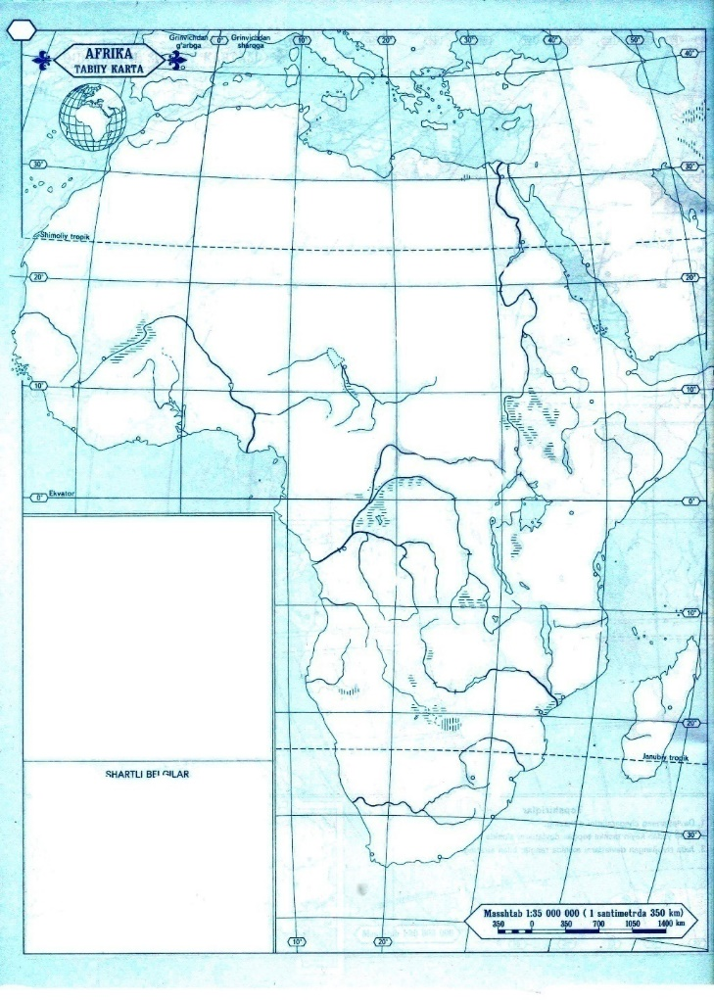 Grinvichdan
g'arbga
0°
Grinvichdan
sharqqa
10°
20°
30°
40°
50°
AFRIKA
TABIIY KARTA
40°
30°
30°
Shimoliy tropik
20°
20°
10°
10°
0°
Ekvator
0°
10°
20°
Janubiy tropik
SHARTLI BELGILAR
30°
Masshtab 1:35 000 000 ( 1 santimetrda 350 km)
350 0 350 700 1050 1400 km
10°
20°